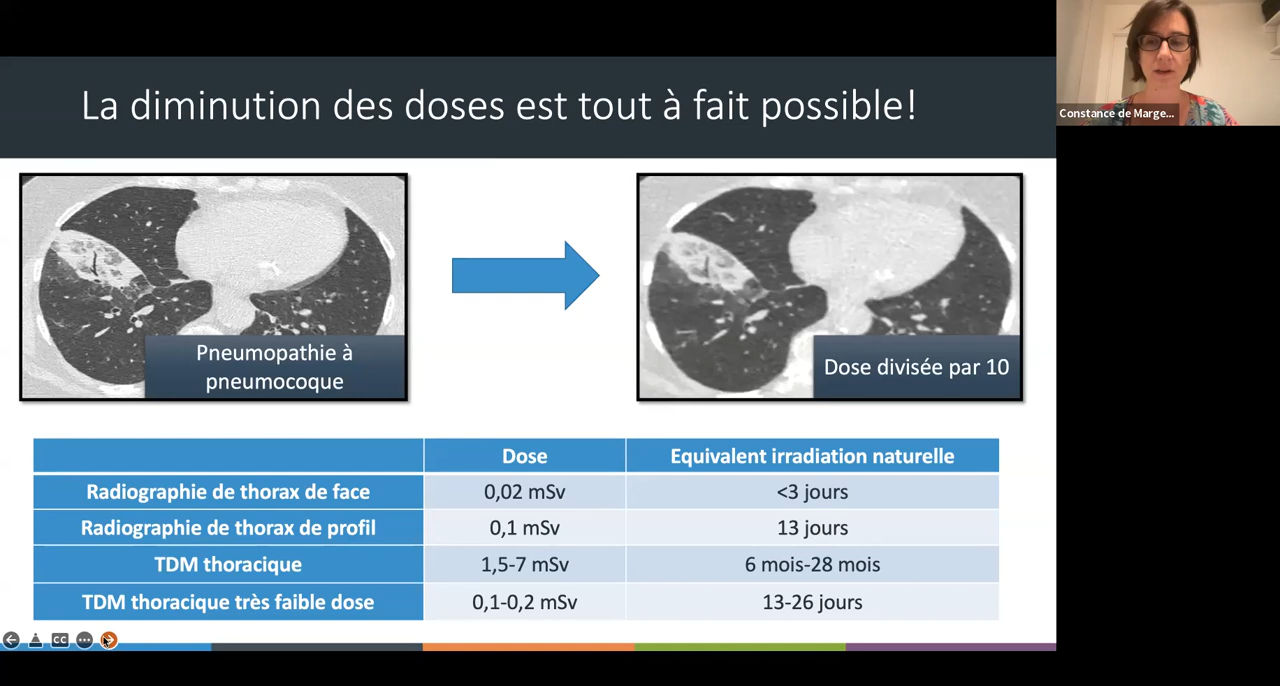 La diminution des doses est tout à fait possible!
Constance de Marge...
Pneumopathie à
pneumocoque
Dose divisée par 10
Dose Equivalent irradiation naturelle
Radiographie de thorax de face 0,02 mSv <3 jours
Radiographie de thorax de profil 0,1 mSv 13 jours
TDM thoracique 1,5-7 mSv 6 mois-28 mois
TDM thoracique très faible dose 0,1-0,2 mSv 13-26 jours
CC